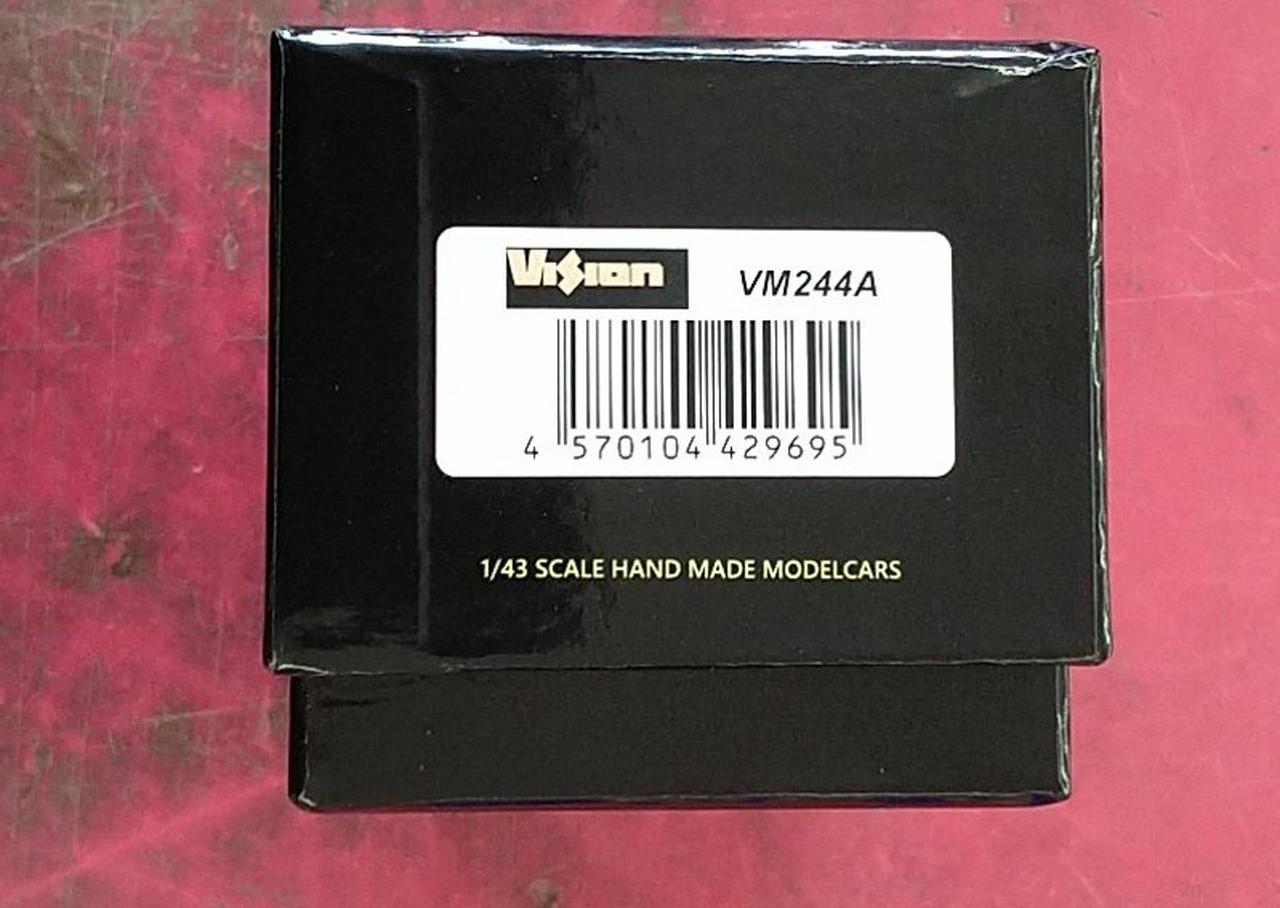 Vision VM244A
4 570104 429695
1/43 SCALE HAND MADE MODELCARS